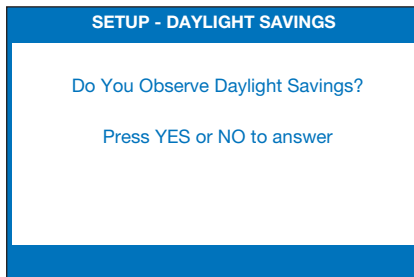 SETUP - DAYLIGHT SAVINGS
Do You Observe Daylight Savings?
Press YES or NO to answer